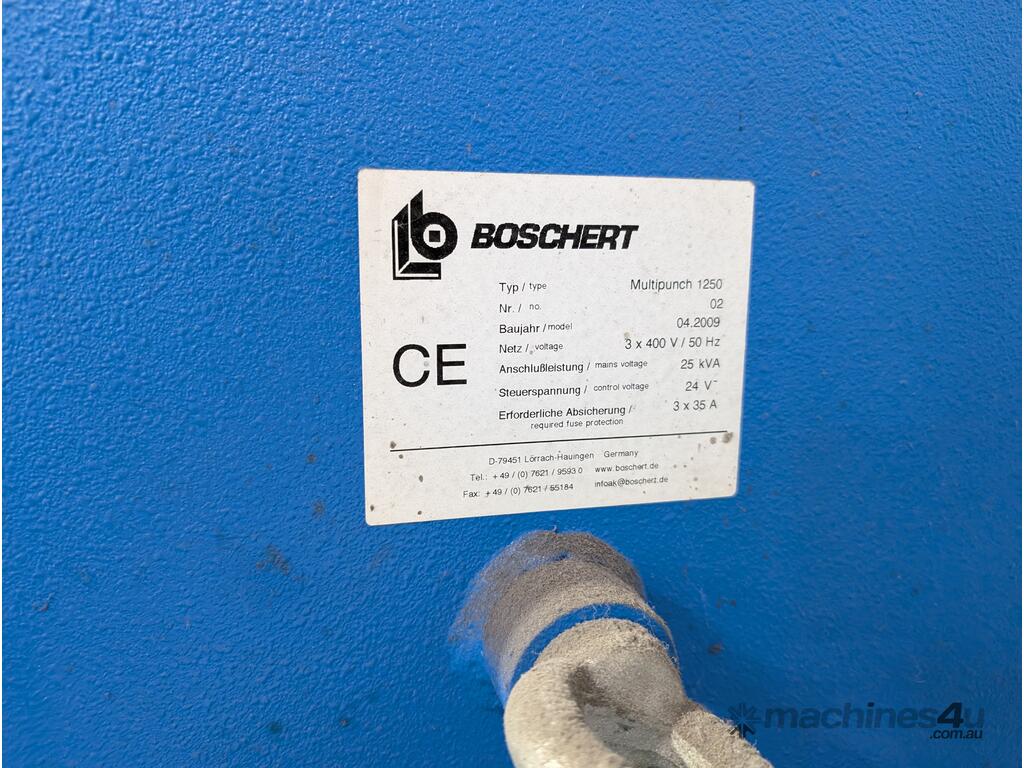 BOSCHERT
Typ / type Multipunch 1250
Nr. / no. 02
Baujahr / model 04.2009
Netz / voltage 3 x 400 V / 50 Hz
CE
Anschlußleistung / mains voltage 25 kVA
Steuerspannung / control voltage 24 V⁻
Erforderliche Absicherung / 3 x 35 A
required fuse protection
D-79451 Lörrach-Hauingen Germany
Tel.: +49 / (0) 7621 / 9593 0 www.boschert.de
Fax: +49 / (0) 7621 / 55184 infoak@boschert.de
machines4u
.com.au